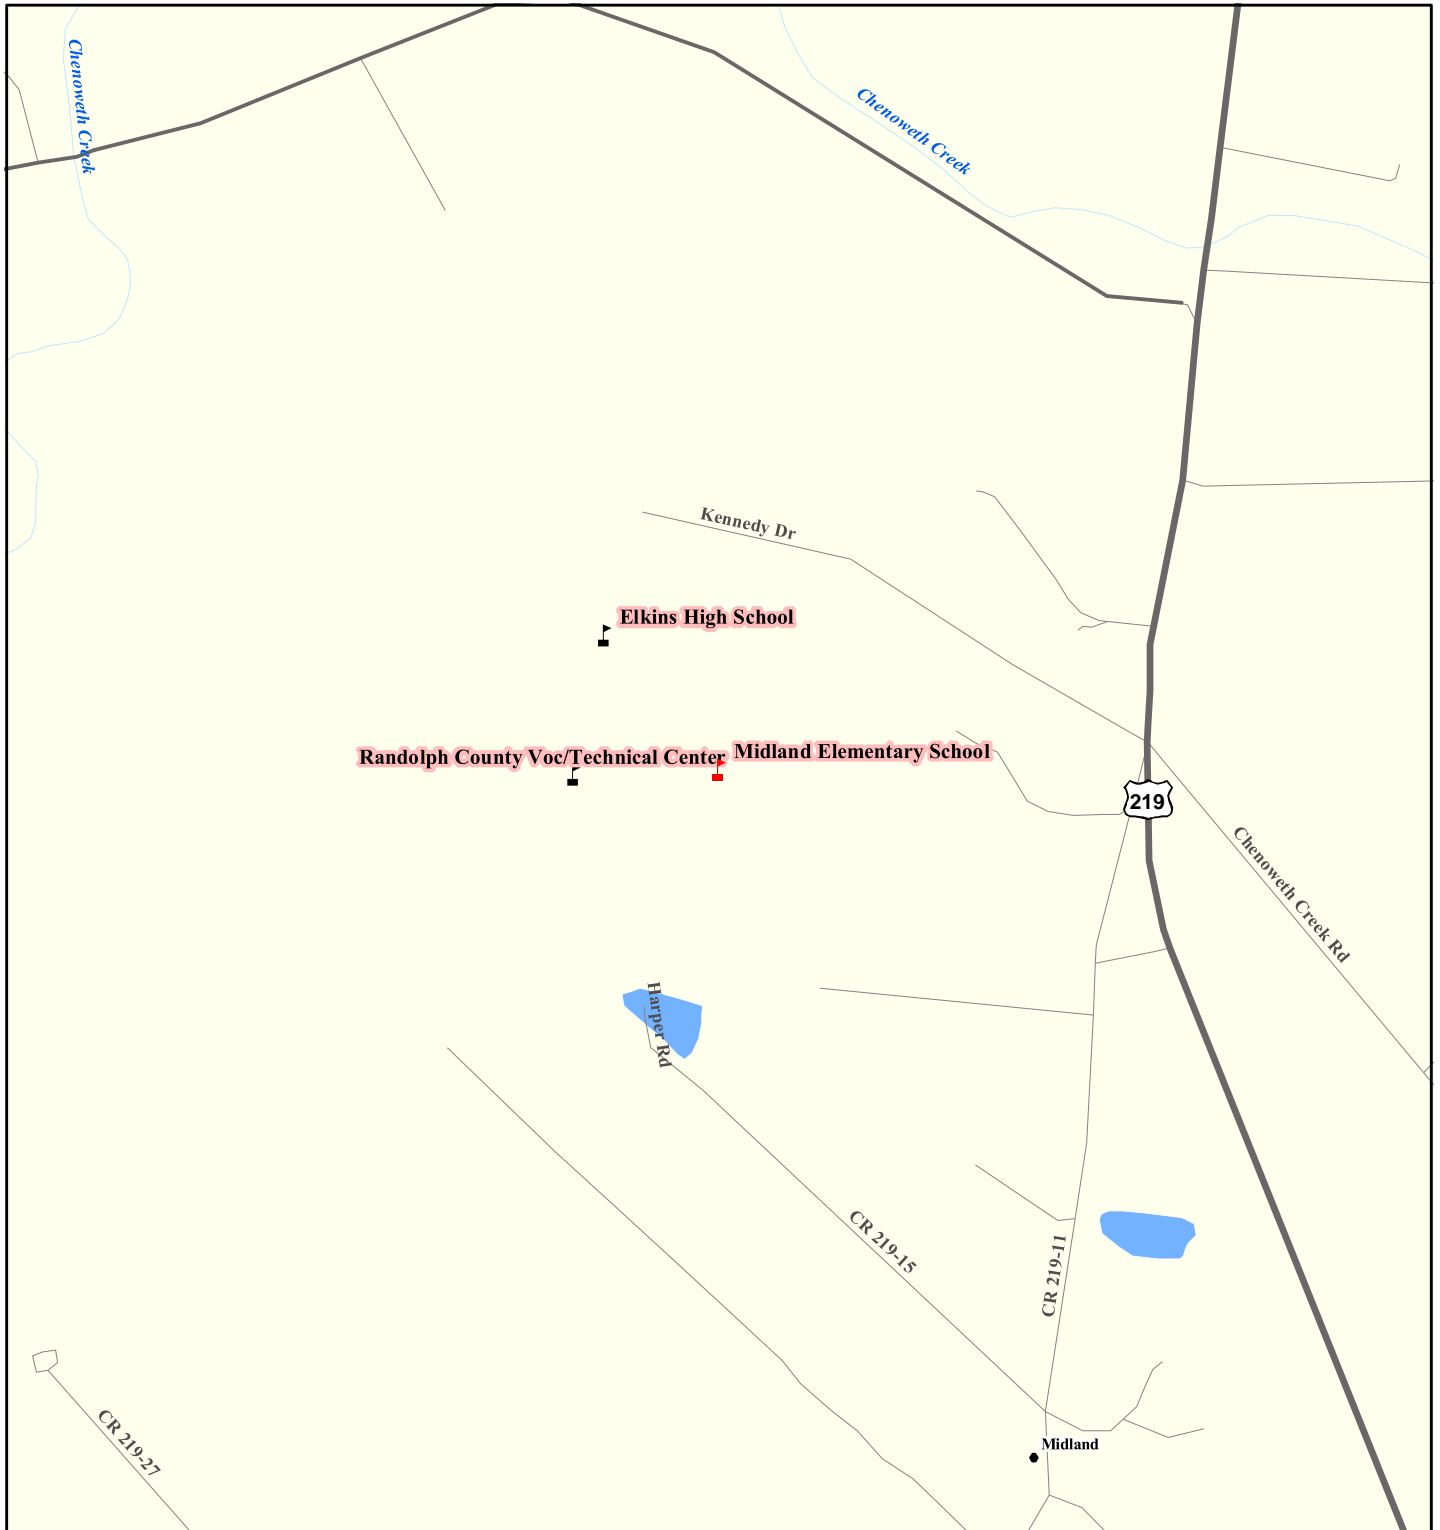 Chenoweth Creek
Chenoweth Creek
Kennedy Dr
Elkins High School
Randolph County Voc/Technical Center
Midland Elementary School
219
Chenoweth Creek Rd
Harper Rd
CR 219-15
CR 219-11
CR 219-27
Midland